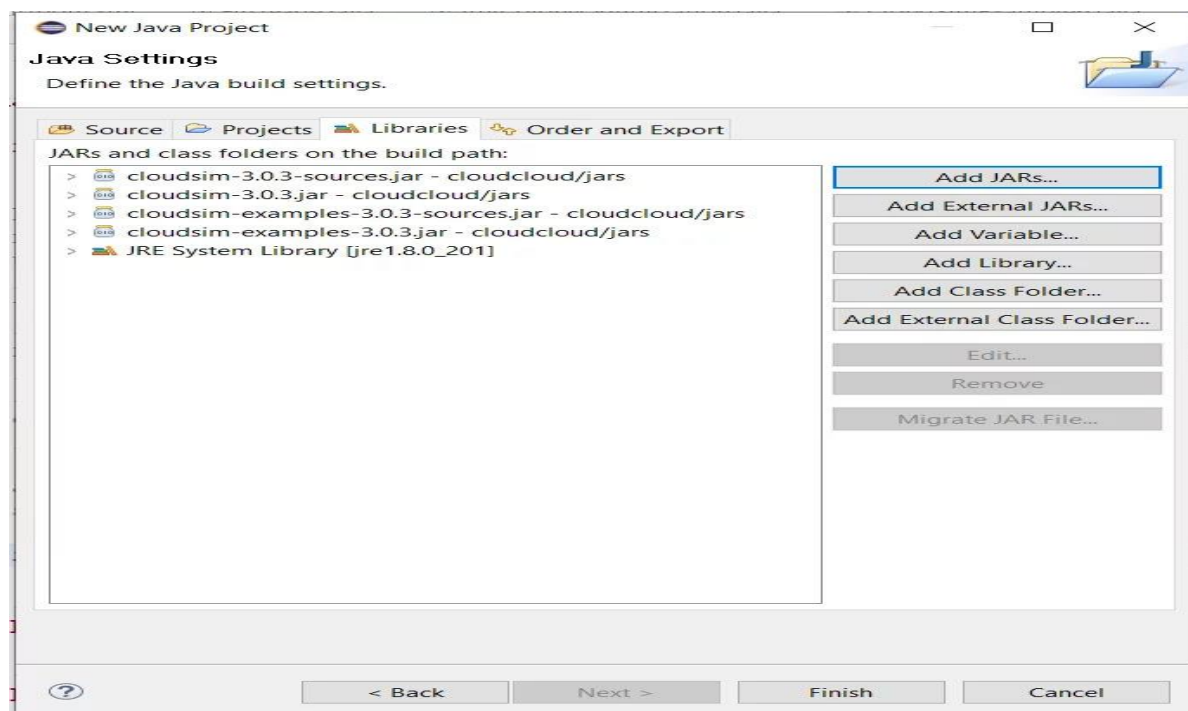 New Java Project
Java Settings
Define the Java build settings.
Source Projects Libraries Order and Export
JARs and class folders on the build path:
cloudsim-3.0.3-sources.jar - cloudcloud/jars
cloudsim-3.0.3.jar - cloudcloud/jars
cloudsim-examples-3.0.3-sources.jar - cloudcloud/jars
cloudsim-examples-3.0.3.jar - cloudcloud/jars
JRE System Library [jre1.8.0_201]
Add JARs...
Add External JARs...
Add Variable...
Add Library...
Add Class Folder...
Add External Class Folder...
Edit...
Remove
Migrate JAR File...
? < Back Next > Finish Cancel